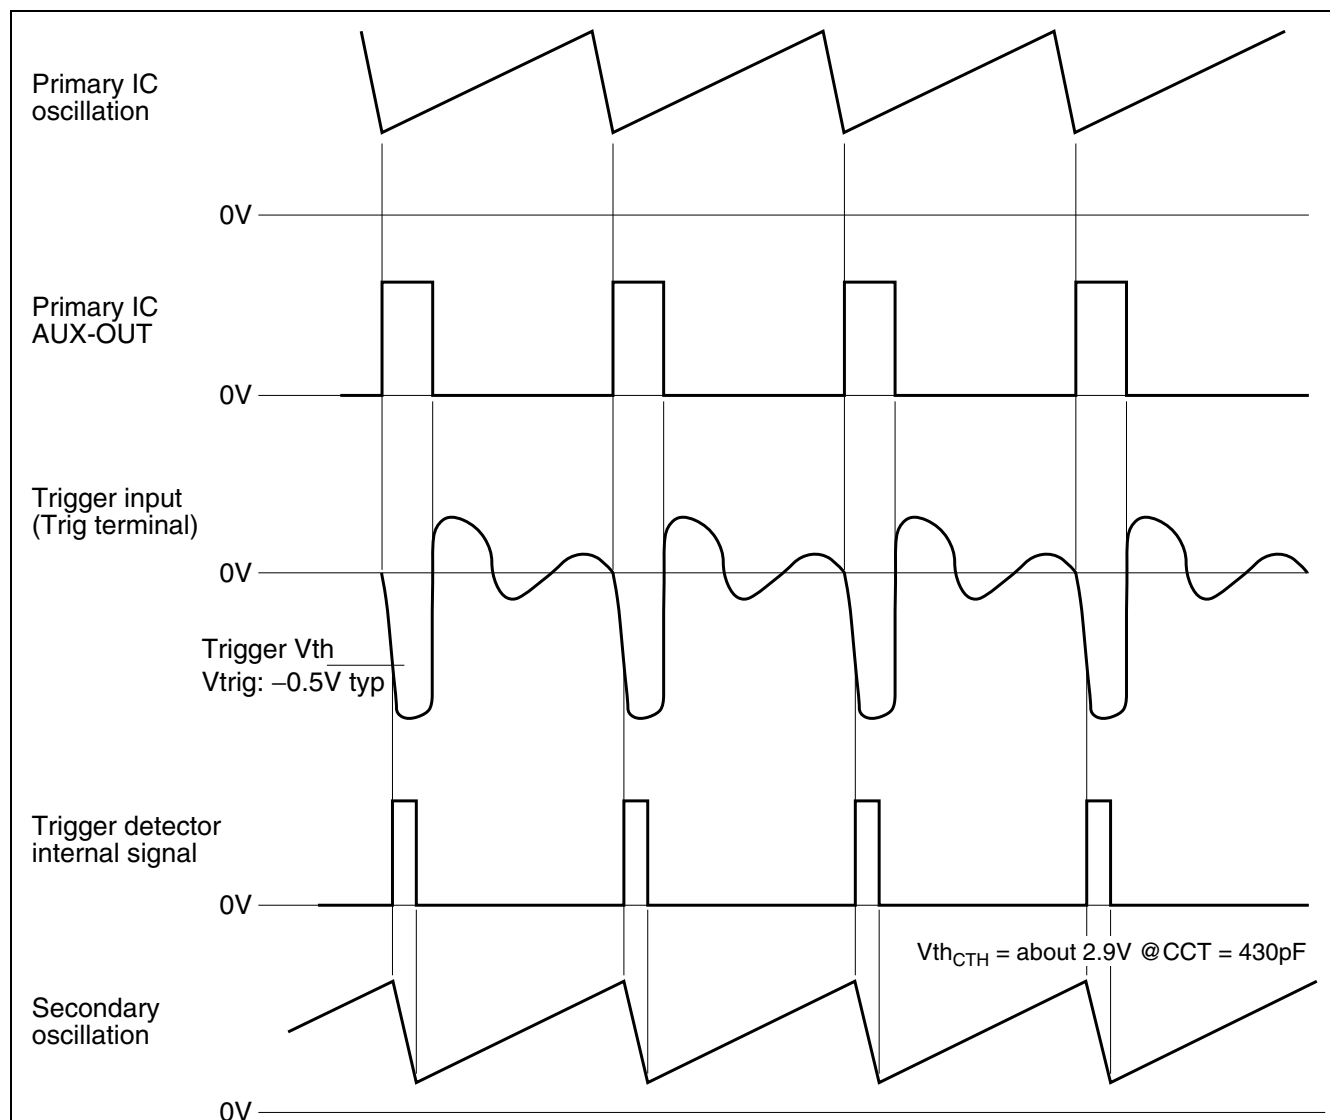 Primary IC
oscillation
0V
Primary IC
AUX-OUT
0V
Trigger input
(Trig terminal)
0V
Trigger Vth
Vtrig: −0.5V typ
Trigger detector
internal signal
0V
VthCTH = about 2.9V @CCT = 430pF
Secondary
oscillation
0V